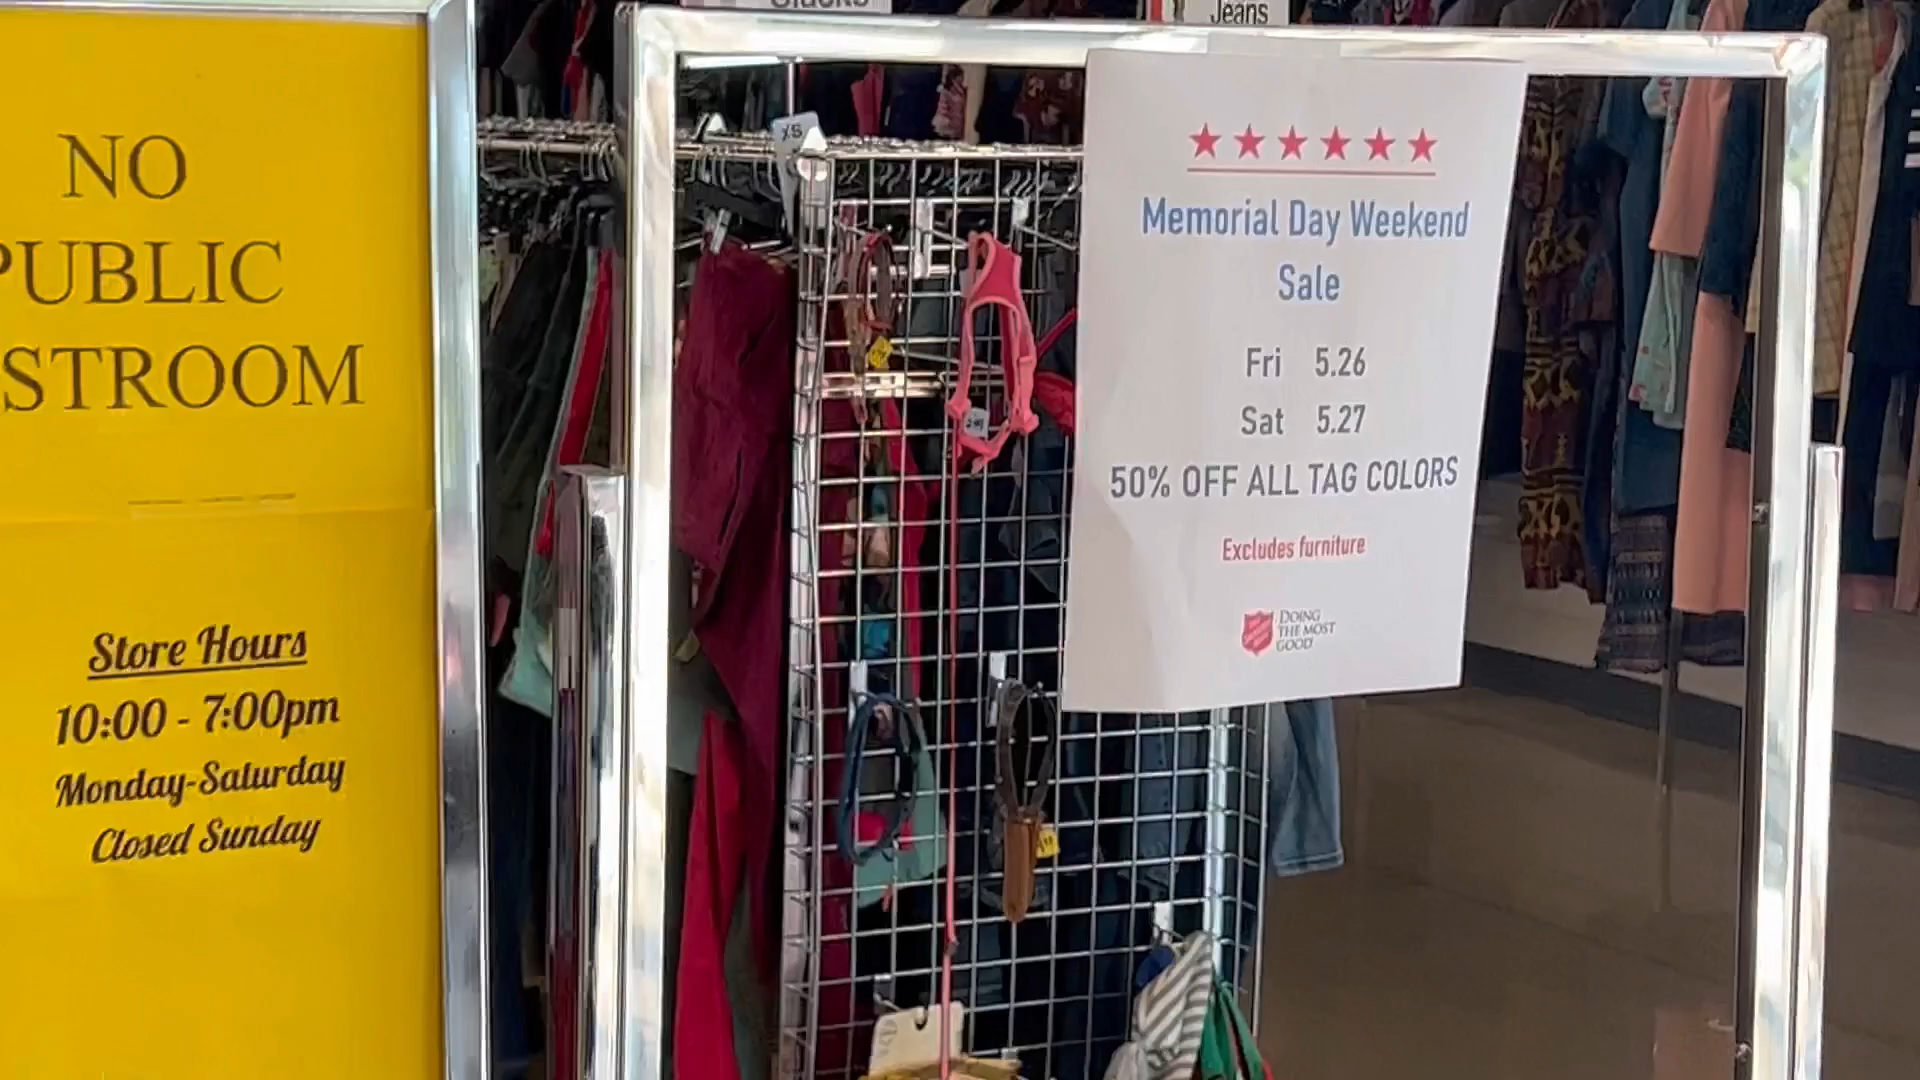 NO
PUBLIC
STROOM
Store Hours
10:00 - 7:00pm
Monday-Saturday
Closed Sunday
Jeans
XS
Memorial Day Weekend
Sale
Fri 5.26
Sat 5.27
50% OFF ALL TAG COLORS
Excludes furniture
DOING
THE MOST
GOOD